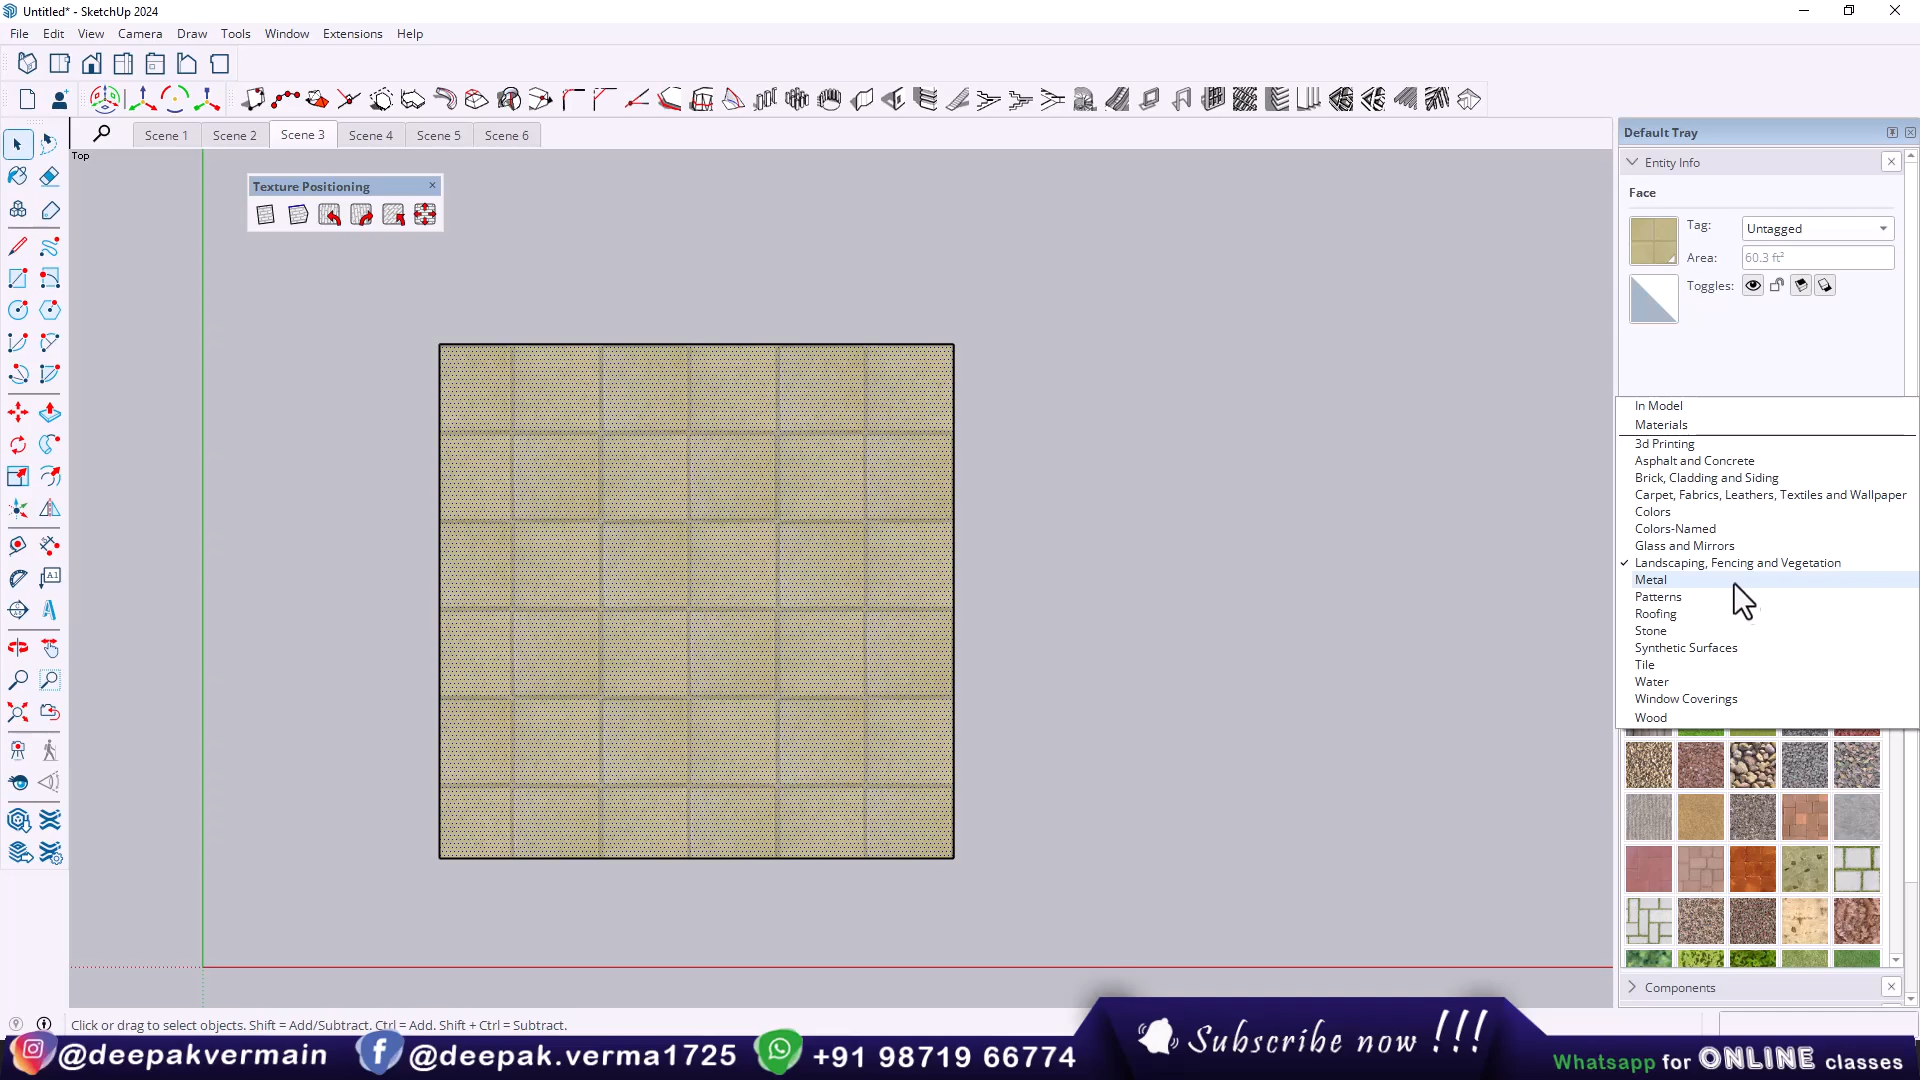 Untitled* - SketchUp 2024
File Edit View Camera Draw Tools Window Extensions Help
Scene 1 Scene 2 Scene 3 Scene 4 Scene 5 Scene 6
Top
Texture Positioning
Default Tray
Entity Info
Face
Tag: Untagged
Area: 60.3 ft²
Toggles:
In Model
Materials
3d Printing
Asphalt and Concrete
Brick, Cladding and Siding
Carpet, Fabrics, Leathers, Textiles and Wallpaper
Colors
Colors-Named
Glass and Mirrors
Landscaping, Fencing and Vegetation
Metal
Patterns
Roofing
Stone
Synthetic Surfaces
Tile
Water
Window Coverings
Wood
Components
Click or drag to select objects. Shift = Add/Subtract. Ctrl = Add. Shift + Ctrl = Subtract.
@deepakvermain @deepak.verma1725 +91 98719 66774
Subscribe now !!!
Whatsapp for ONLINE classes